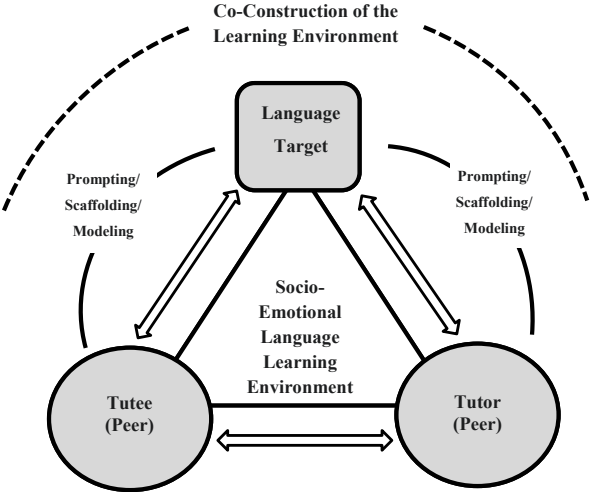 Co-Construction of the
Learning Environment
Language
Target
Prompting/
Scaffolding/
Modeling
Prompting/
Scaffolding/
Modeling
Socio-
Emotional
Language
Learning
Environment
Tutee
(Peer)
Tutor
(Peer)